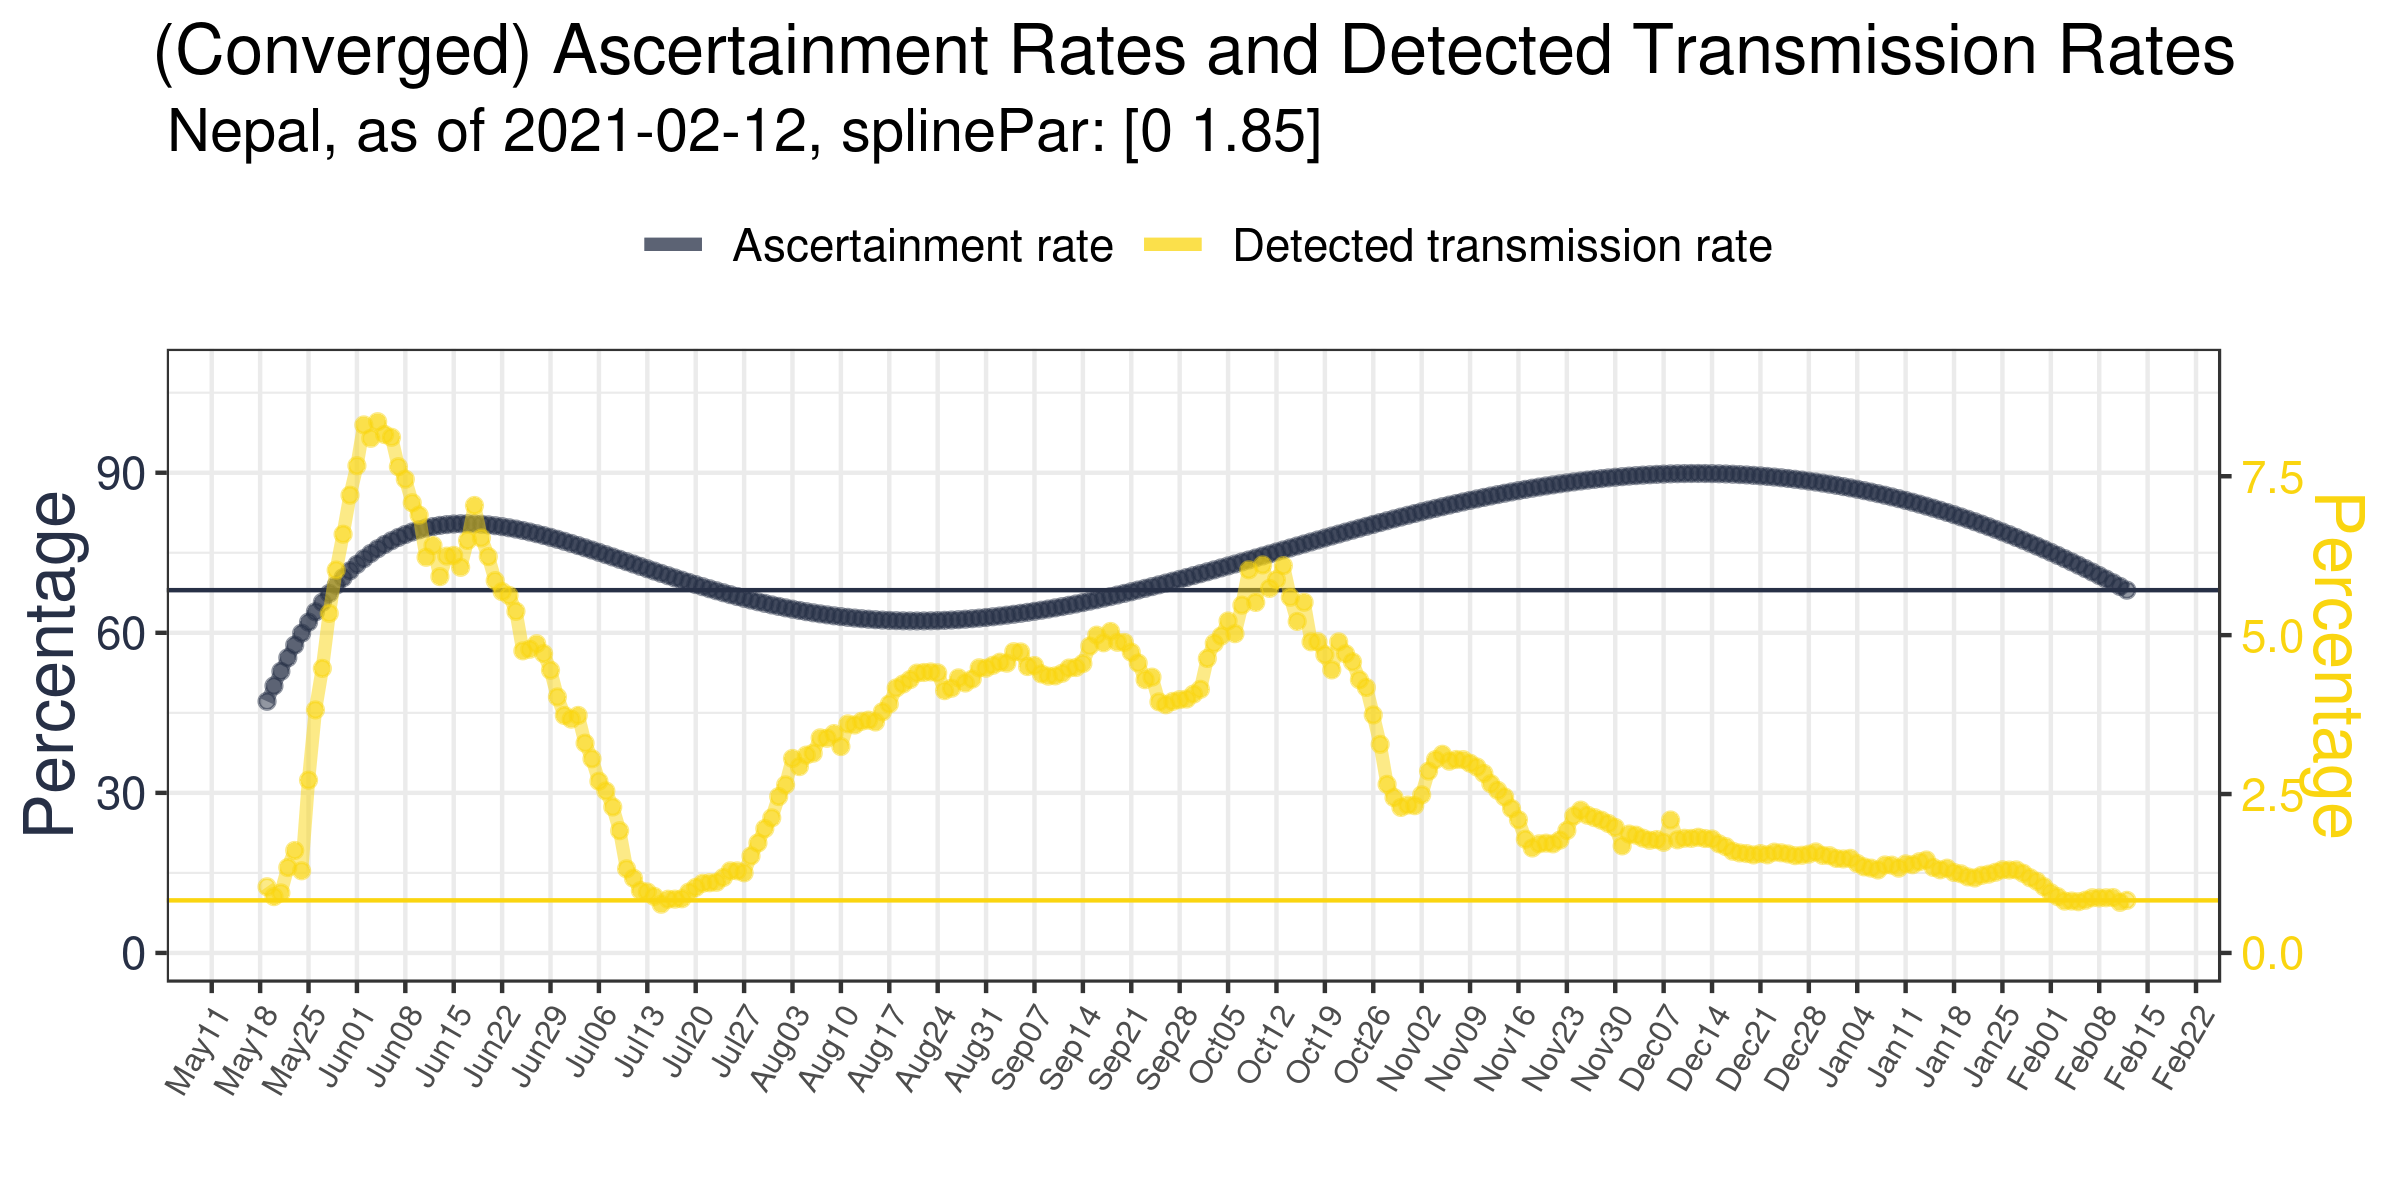 (Converged) Ascertainment Rates and Detected Transmission Rates
Nepal, as of 2021-02-12, splinePar: [0 1.85]
Ascertainment rate
Detected transmission rate
Percentage
90
60
30
0
7.5
5.0
2.5
0.0
Percentage
May11
May18
May25
Jun01
Jun08
Jun15
Jun22
Jun29
Jul06
Jul13
Jul20
Jul27
Aug03
Aug10
Aug17
Aug24
Aug31
Sep07
Sep14
Sep21
Sep28
Oct05
Oct12
Oct19
Oct26
Nov02
Nov09
Nov16
Nov23
Nov30
Dec07
Dec14
Dec21
Dec28
Jan04
Jan11
Jan18
Jan25
Feb01
Feb08
Feb15
Feb22